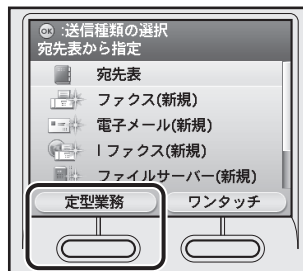 OK :送信種類の選択
宛先表から指定
宛先表
ファクス(新規)
電子メール(新規)
Iファクス(新規)
ファイルサーバー(新規)
定型業務 ワンタッチ